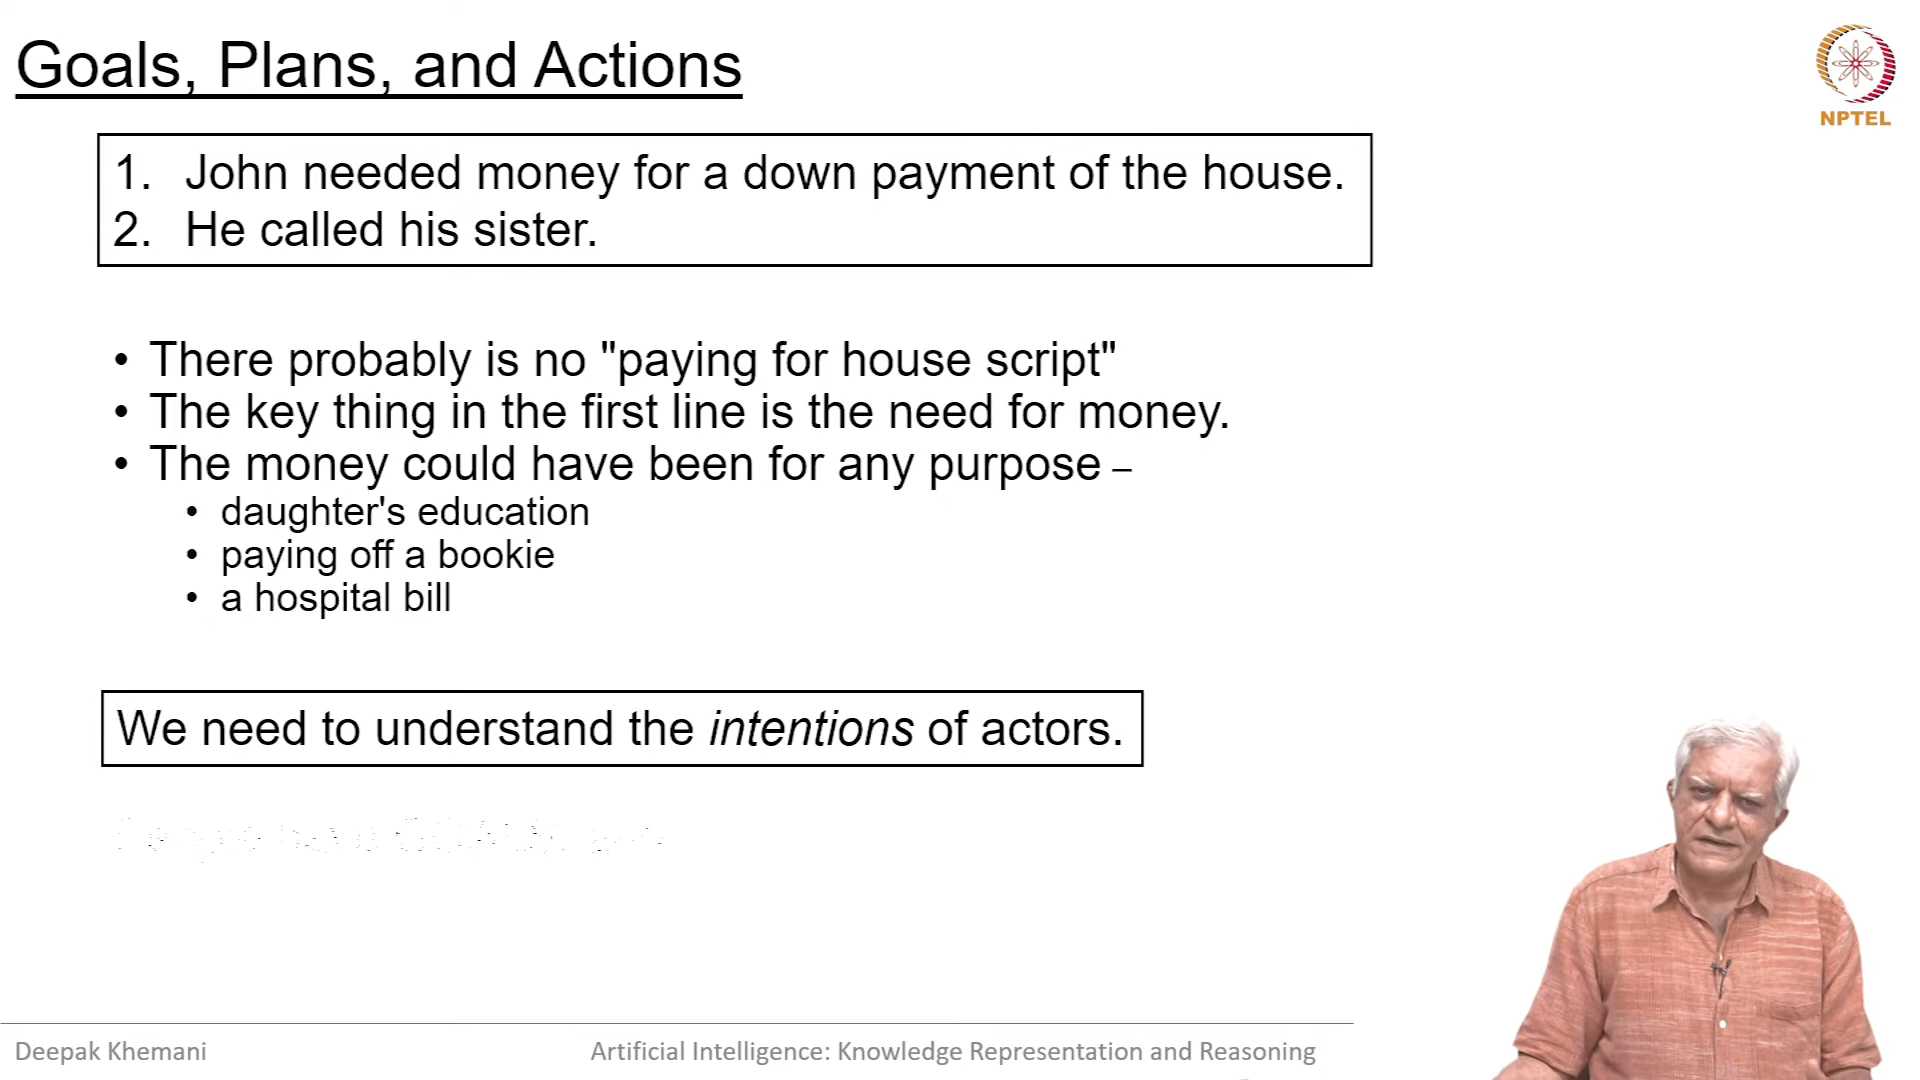 Goals, Plans, and Actions
NPTEL
1. John needed money for a down payment of the house.
2. He called his sister.
• There probably is no "paying for house script"
• The key thing in the first line is the need for money.
• The money could have been for any purpose –
• daughter's education
• paying off a bookie
• a hospital bill
We need to understand the intentions of actors.
Deepak Khemani
Artificial Intelligence: Knowledge Representation and Reasoning